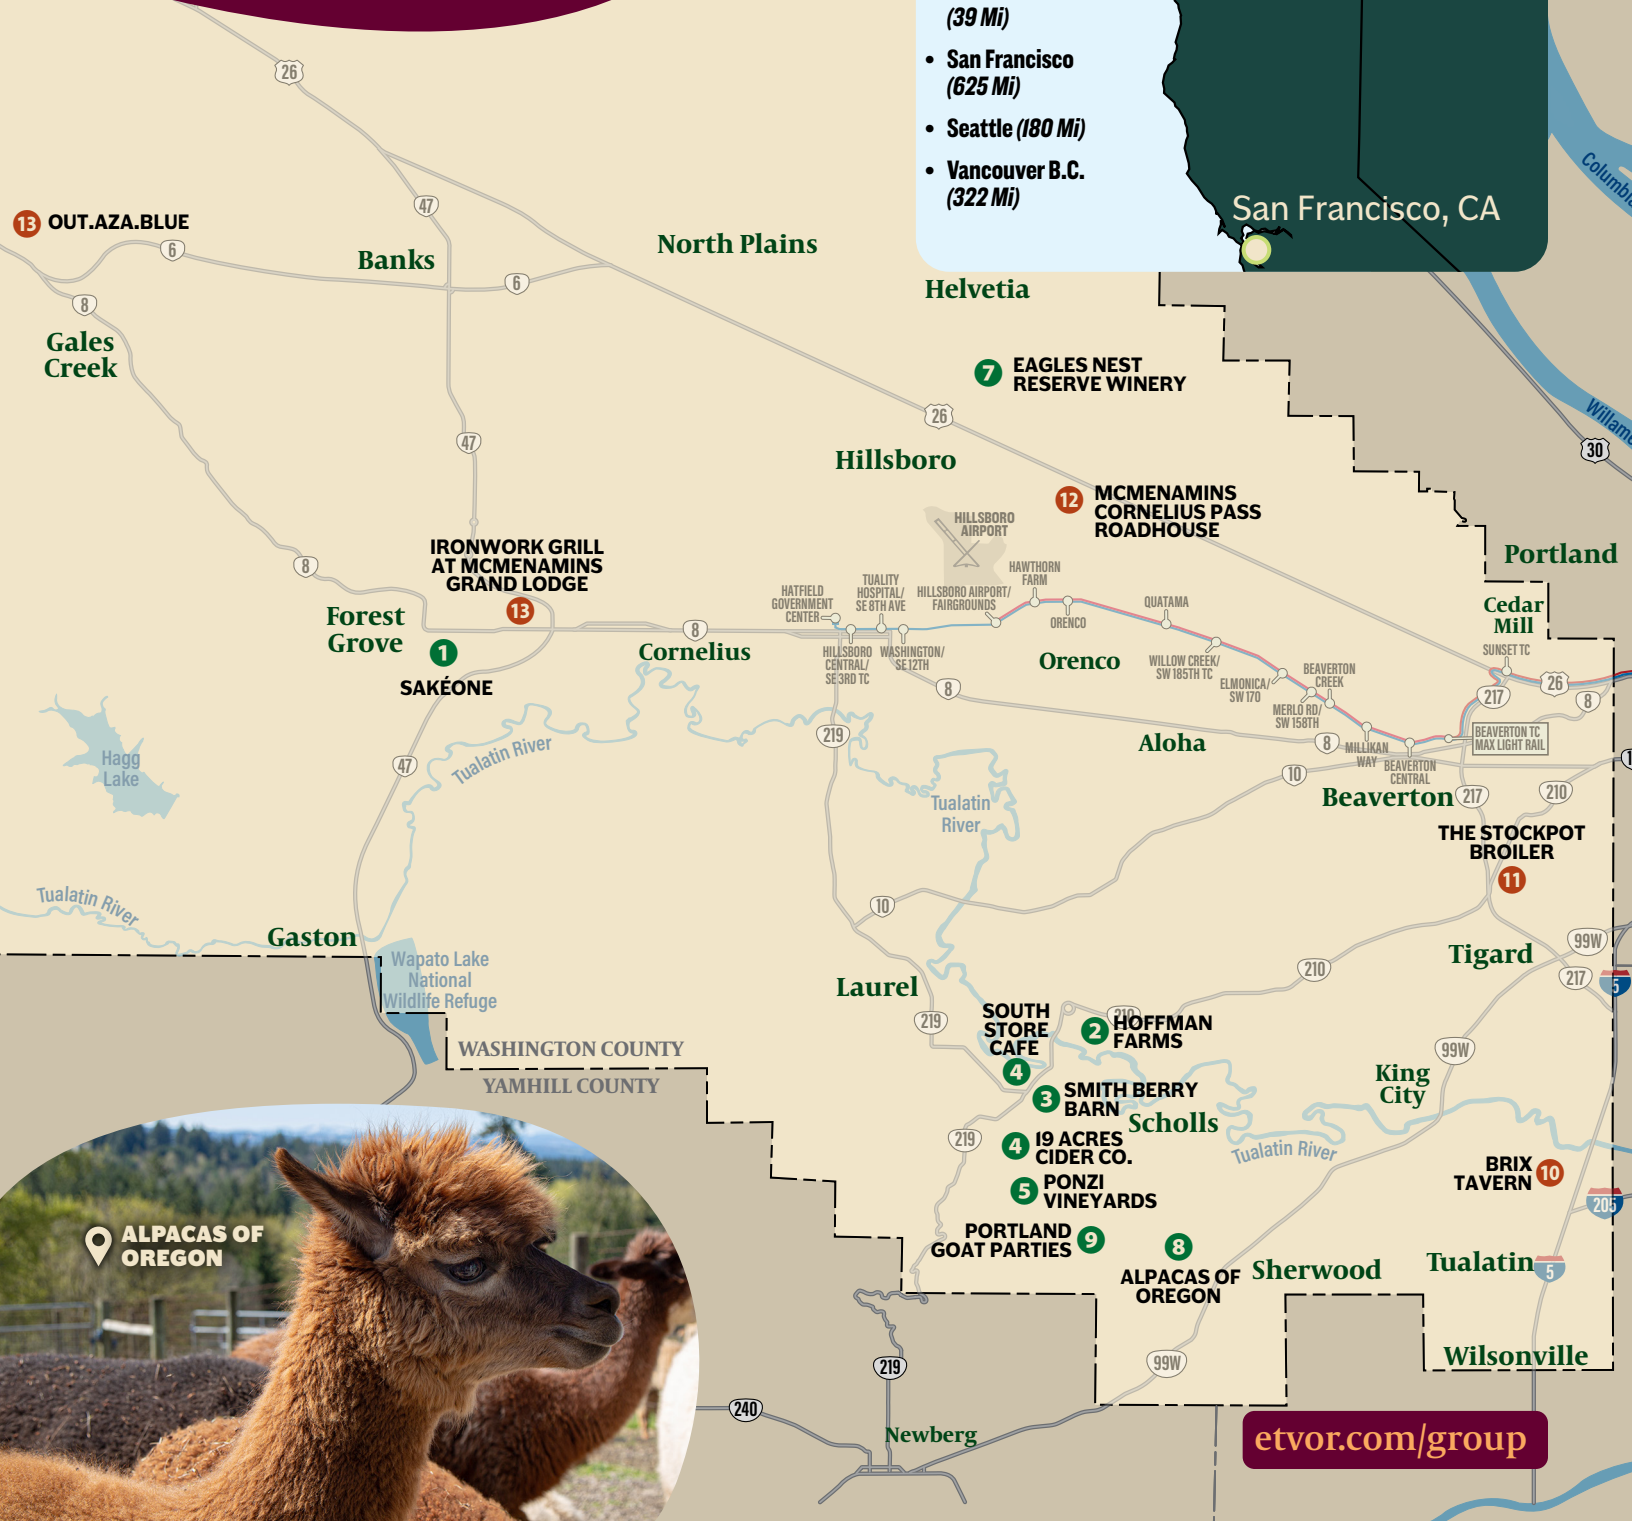 (39 Mi)
• San Francisco
(625 Mi)
• Seattle (180 Mi)
• Vancouver B.C.
(322 Mi)
San Francisco, CA
26
47
13 OUT.AZA.BLUE
6
Banks
North Plains
6
8
Helvetia
Gales
Creek
7 EAGLES NEST
RESERVE WINERY
26
47
30
Hillsboro
12 MCMENAMINS
CORNELIUS PASS
ROADHOUSE
HILLSBORO
AIRPORT
Portland
IRONWORK GRILL
AT MCMENAMINS
GRAND LODGE
13
8
Forest
Grove
1
SAKÉONE
8
Cornelius
HATFIELD
GOVERNMENT
CENTER
TUALITY
HOSPITAL/
SE 8TH AVE
HILLSBORO AIRPORT/
FAIRGROUNDS
HAWTHORN
FARM
ORENCO
QUATAMA
HILLSBORO
CENTRAL/
SE 3RD TC
WASHINGTON/
SE 12TH
Orenco
WILLOW CREEK/
SW 185TH TC
ELMONICA/
SW 170
BEAVERTON
CREEK
MERLO RD/
SW 158TH
MILLIKAN
WAY
BEAVERTON
CENTRAL
BEAVERTON TC
MAX LIGHT RAIL
Cedar
Mill
SUNSET TC
217
26
8
8
8
219
Aloha
10
Beaverton
217
210
Hagg
Lake
47
Tualatin River
Tualatin
River
THE STOCKPOT
BROILER
11
Tualatin River
10
Gaston
Wapato Lake
National
Wildlife Refuge
Tigard
99W
217
5
210
Laurel
219
SOUTH
STORE
CAFE
4
210
2 HOFFMAN
FARMS
WASHINGTON COUNTY
YAMHILL COUNTY
99W
King
City
3 SMITH BERRY
BARN
Scholls
219
4 19 ACRES
CIDER CO.
Tualatin River
5 PONZI
VINEYARDS
BRIX
TAVERN 10
205
PORTLAND
GOAT PARTIES 9
8
ALPACAS OF
OREGON
Sherwood
Tualatin
5
ALPACAS OF
OREGON
219
99W
Wilsonville
240
Newberg
etvor.com/group